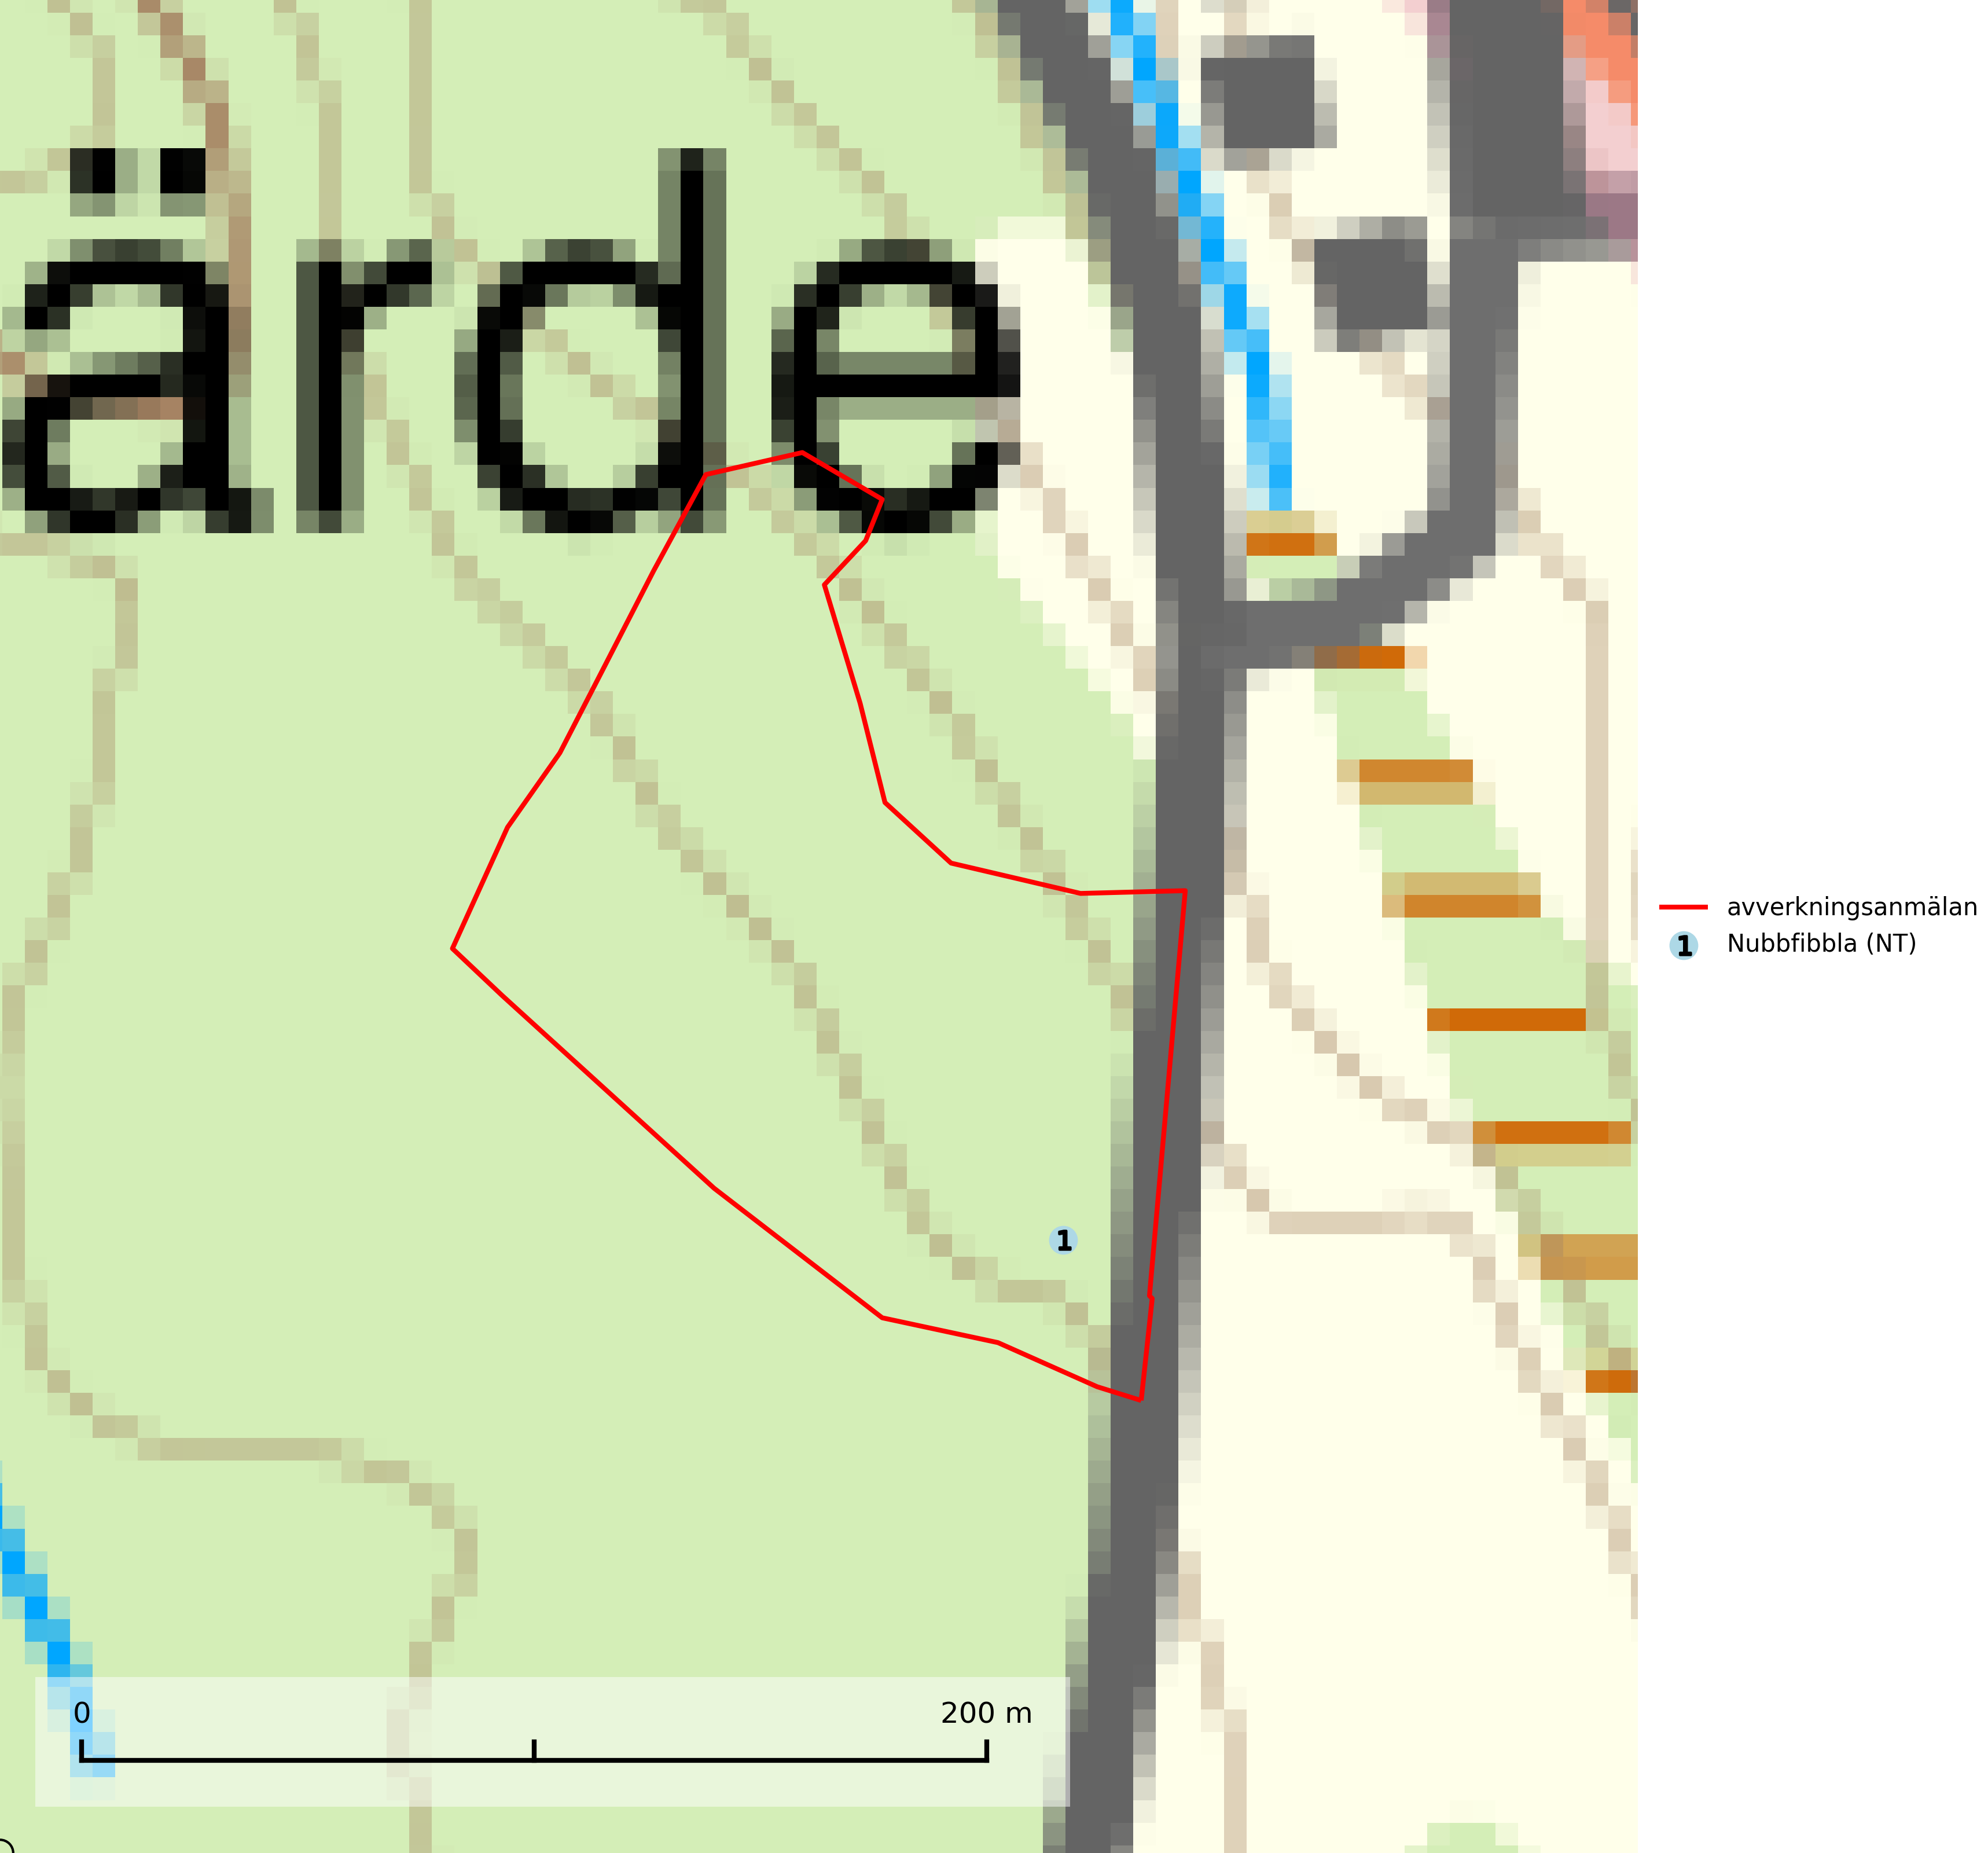 ärde
1
avverkningsanmälan
1 Nubbfibbla (NT)
0 200 m